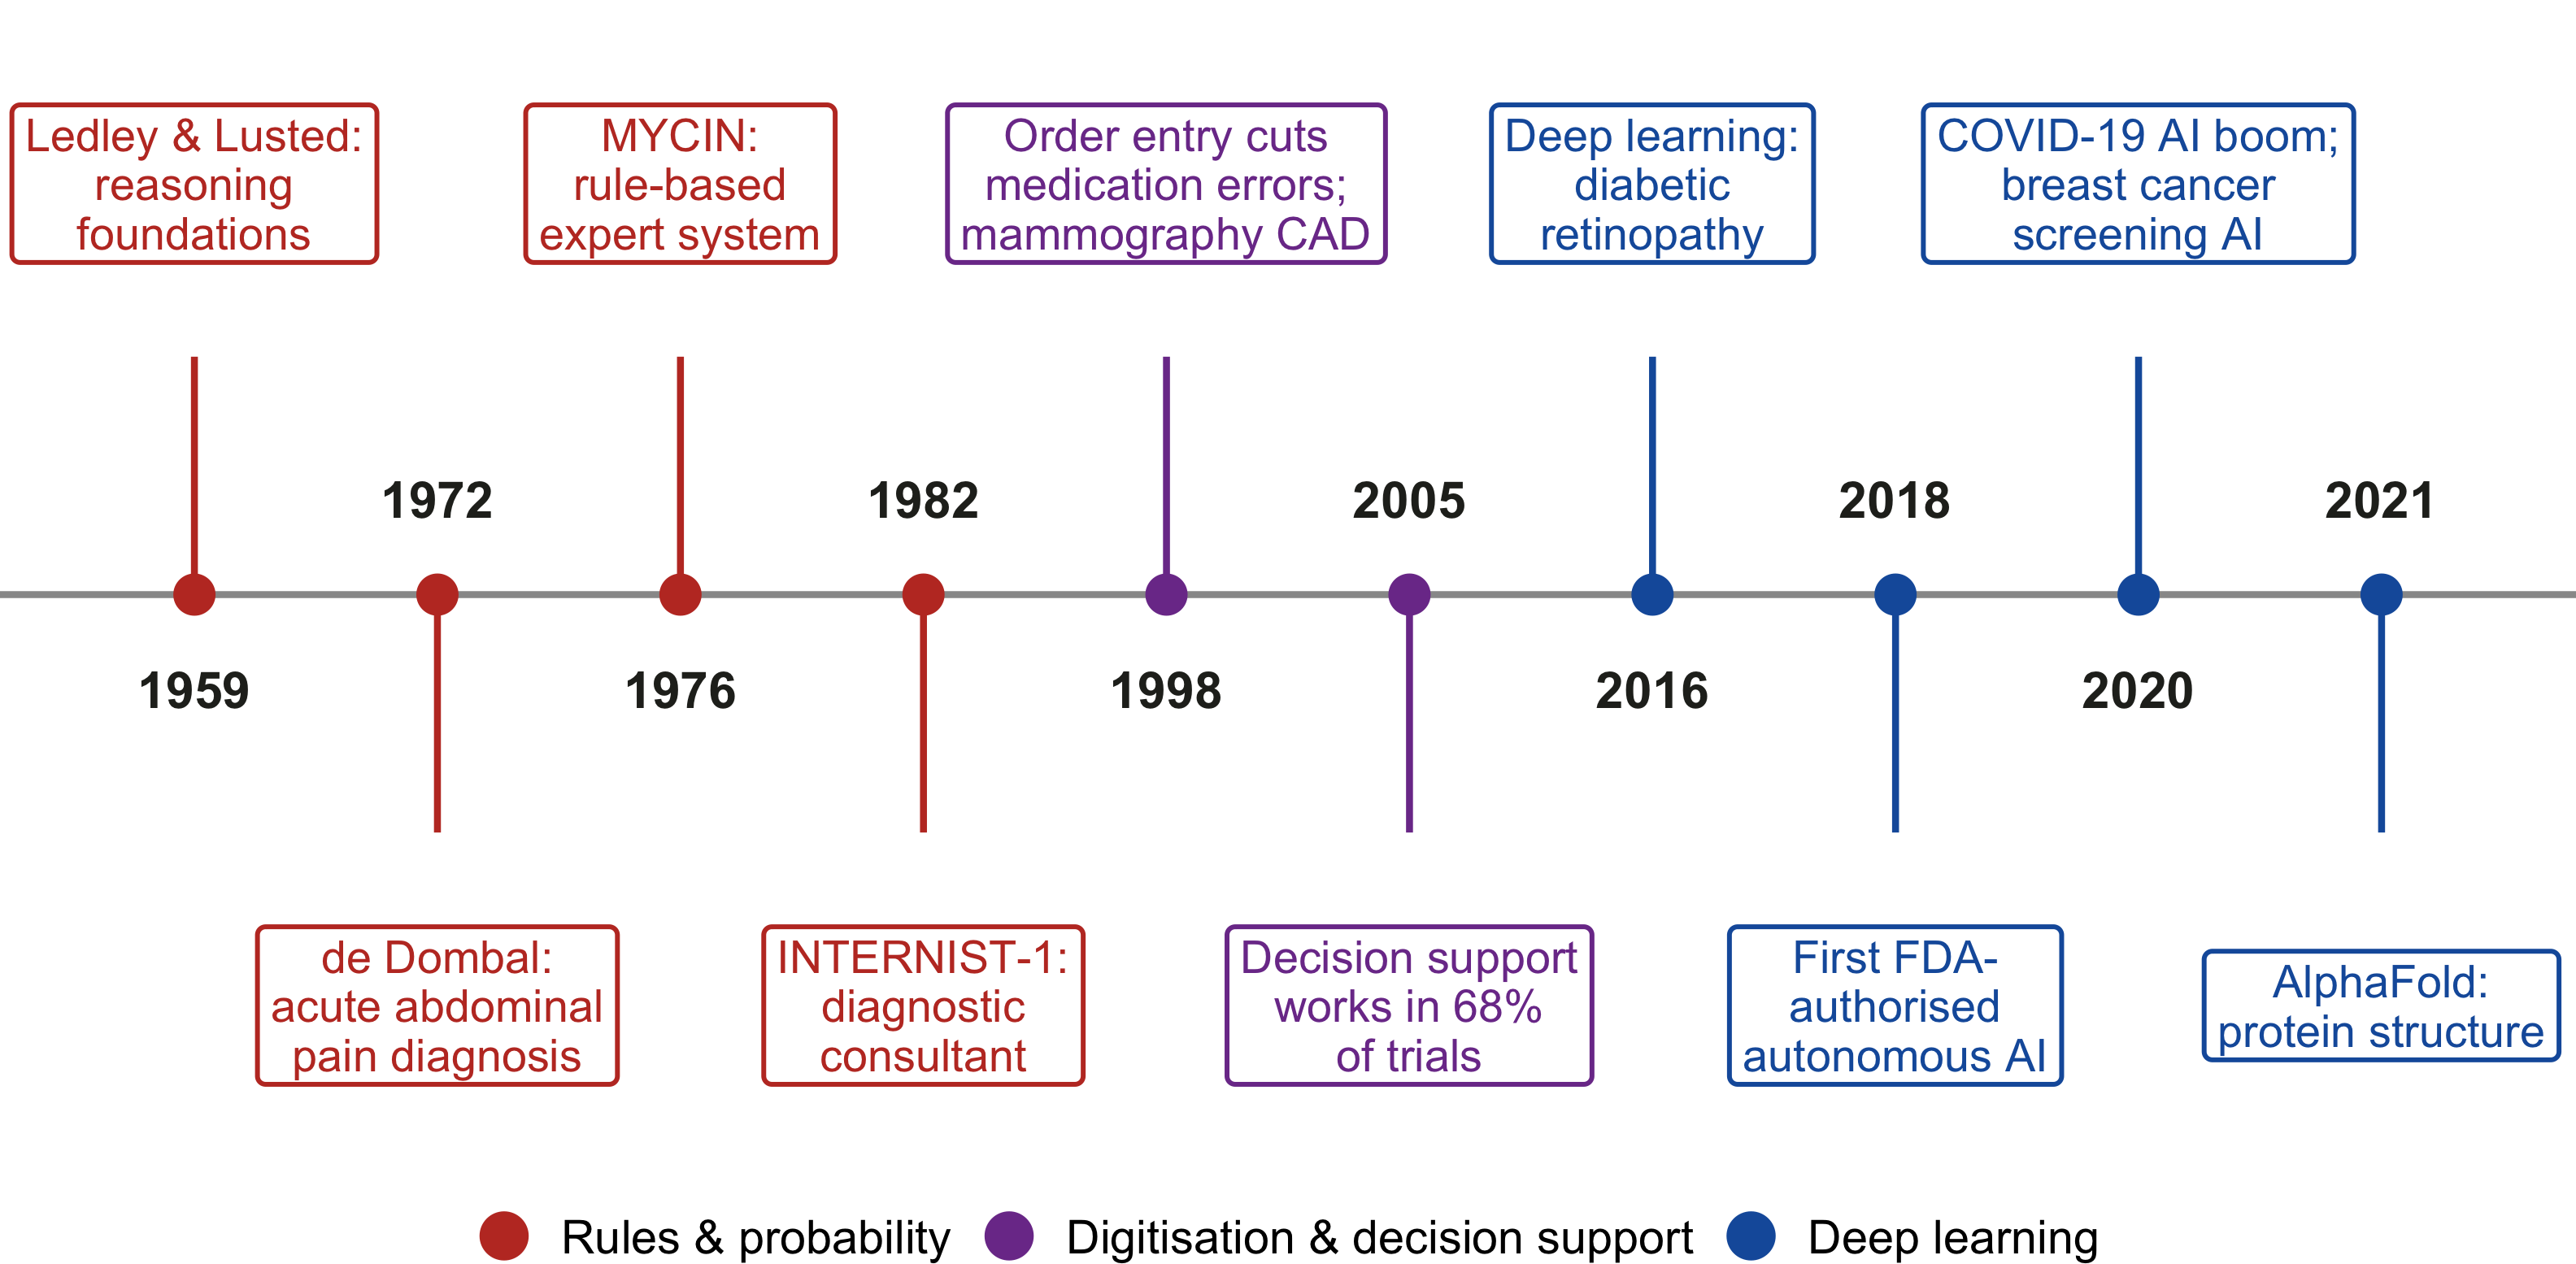 Ledley & Lusted:
reasoning
foundations
MYCIN:
rule-based
expert system
Order entry cuts
medication errors;
mammography CAD
Deep learning:
diabetic
retinopathy
COVID-19 AI boom;
breast cancer
screening AI
1972
1982
2005
2018
2021
1959
1976
1998
2016
2020
de Dombal:
acute abdominal
pain diagnosis
INTERNIST-1:
diagnostic
consultant
Decision support
works in 68%
of trials
First FDA-
authorised
autonomous AI
AlphaFold:
protein structure
Rules & probability
Digitisation & decision support
Deep learning